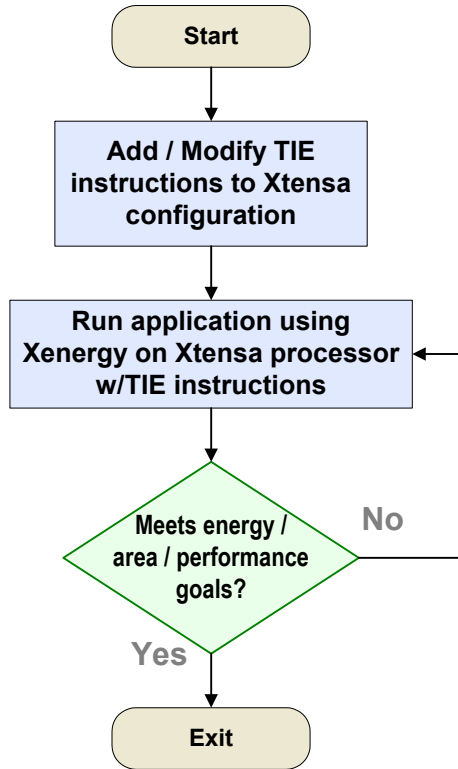 Start
Add / Modify TIE
instructions to Xtensa
configuration
Run application using
Xenergy on Xtensa processor
w/TIE instructions
Meets energy /
area / performance
goals?
No
Yes
Exit